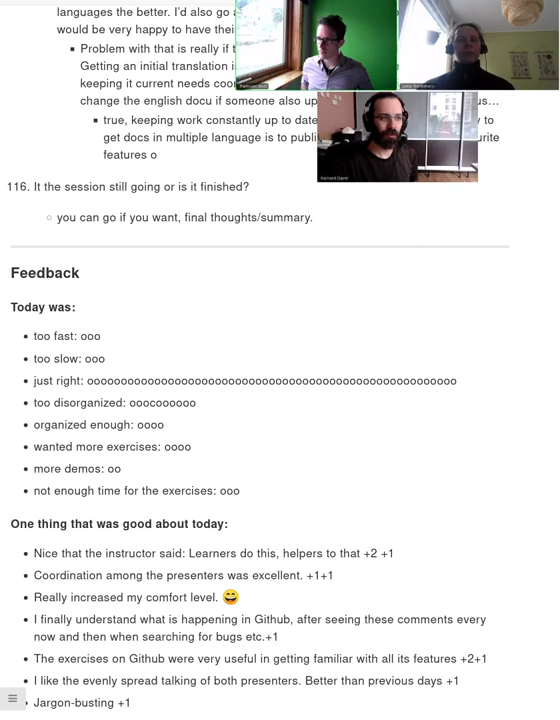 languages the better. I'd also go a
would be very happy to have thei
Problem with that is really if t
Getting an initial translation is
keeping it current needs coor
change the english docu if someone also up us...
true, keeping work constantly up to date to
get docs in multiple language is to publi urite
features o
116. It the session still going or is it finished?
you can go if you want, final thoughts/summary.
Feedback
Today was:
too fast: ooo
too slow: ooo
just right: ooooooooooooooooooooooooooooooooooooooooooooooooooooooo
too disorganized: ooocoooooo
organized enough: oooo
wanted more exercises: oooo
more demos: oo
not enough time for the exercises: ooo
One thing that was good about today:
Nice that the instructor said: Learners do this, helpers to that +2 +1
Coordination among the presenters was excellent. +1+1
Really increased my comfort level. 😄
I finally understand what is happening in Github, after seeing these comments every
now and then when searching for bugs etc.+1
The exercises on Github were very useful in getting familiar with all its features +2+1
I like the evenly spread talking of both presenters. Better than previous days +1
Jargon-busting +1